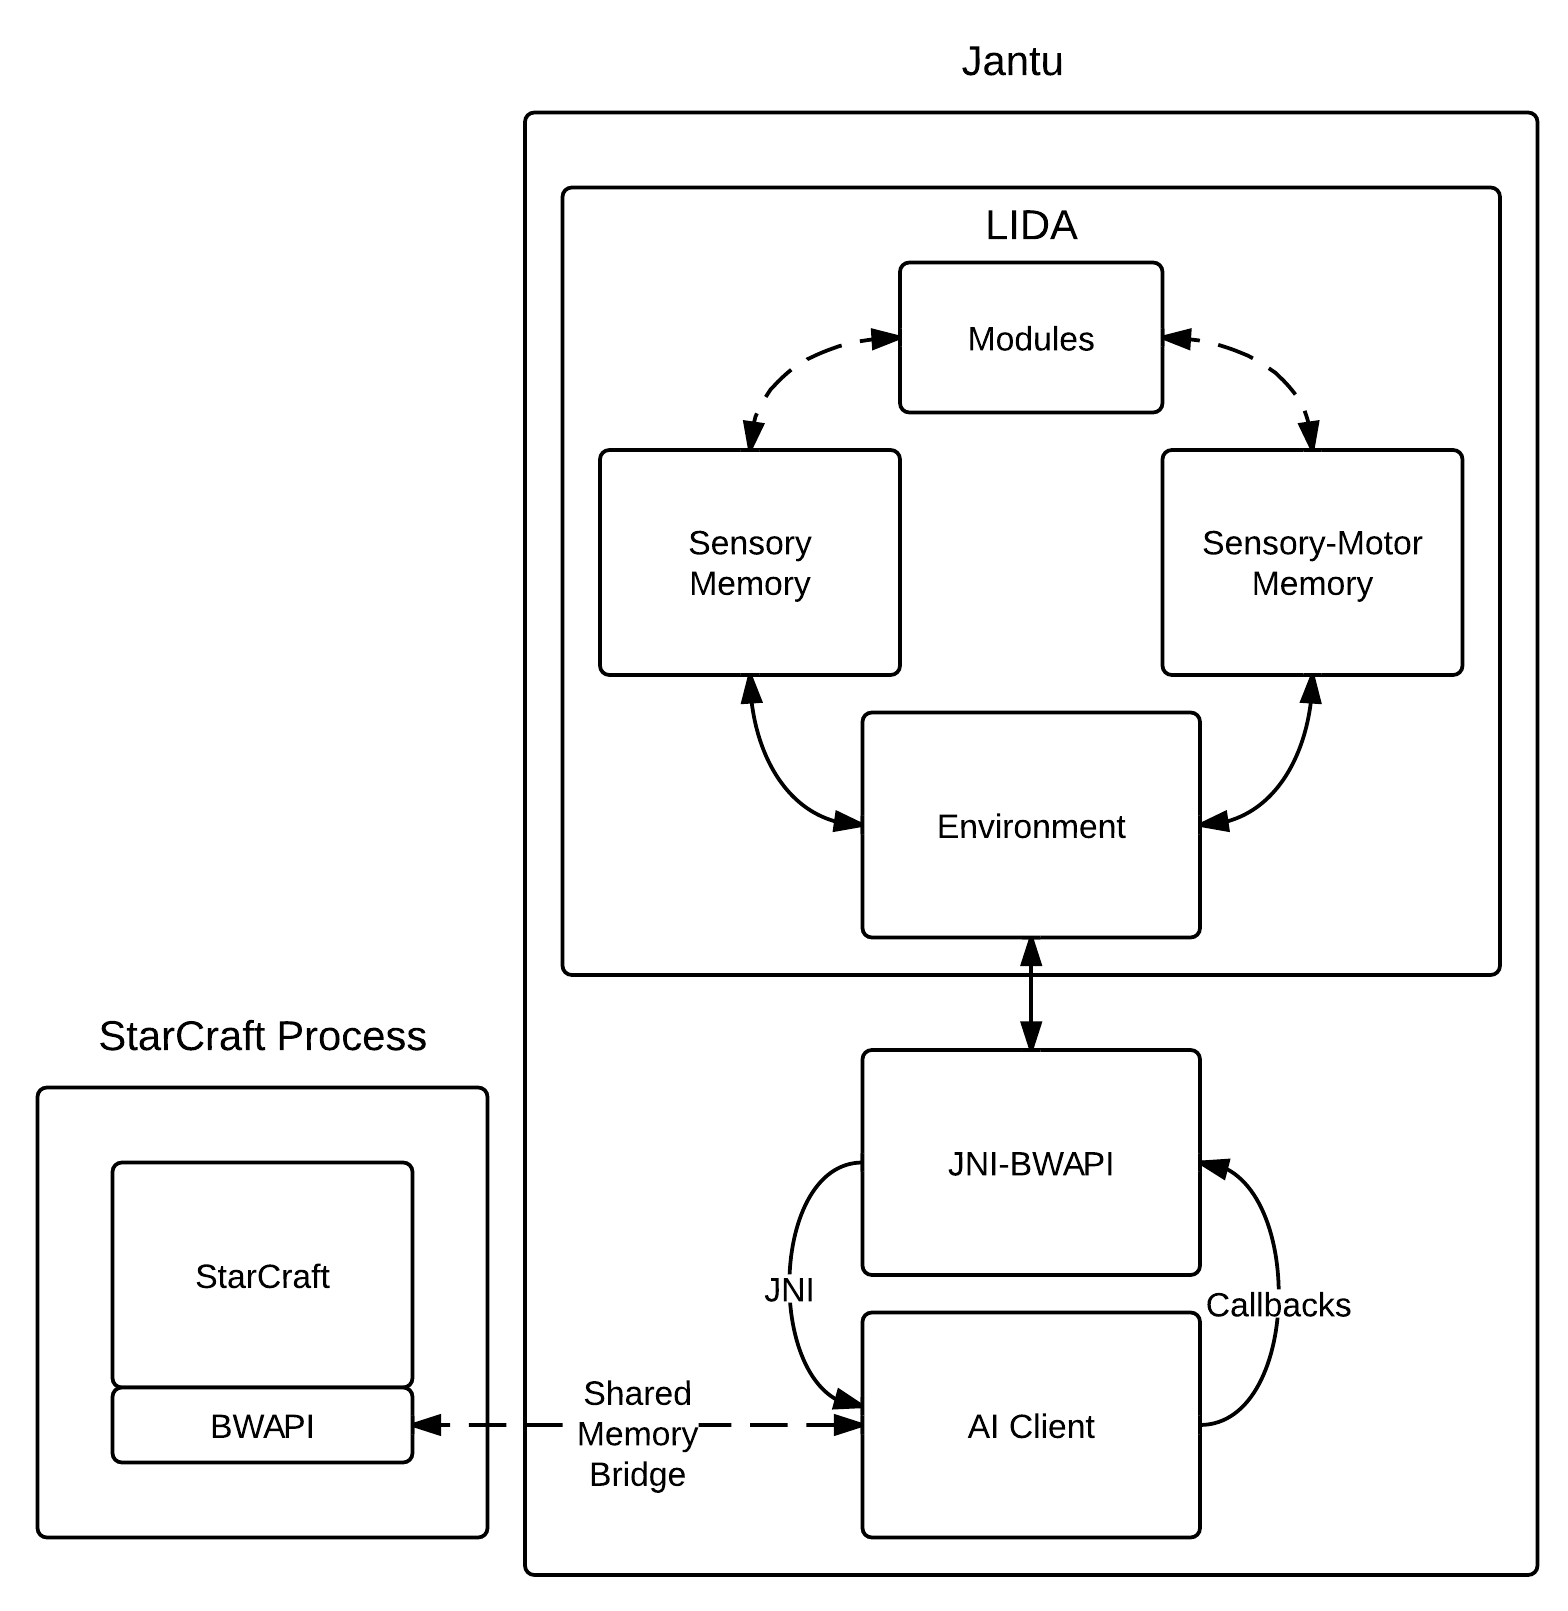 Jantu
LIDA
Modules
Sensory
Memory
Sensory-Motor
Memory
Environment
StarCraft Process
StarCraft
BWAPI
JNI-BWAPI
JNI
Callbacks
Shared
Memory
Bridge
AI Client